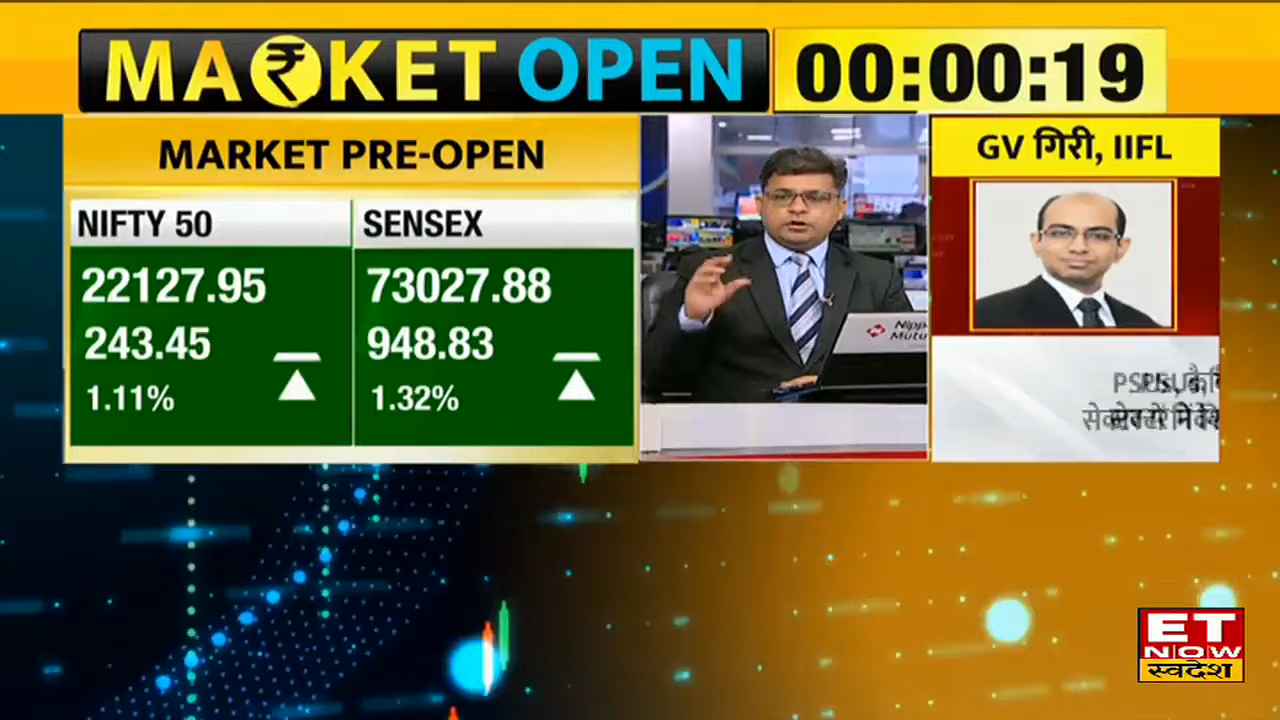 MA₹KET OPEN
00:00:19
MARKET PRE-OPEN
NIFTY 50
22127.95
243.45
1.11%
SENSEX
73027.88
948.83
1.32%
GV गिरी, IIFL
ET
NOW
स्वदेश